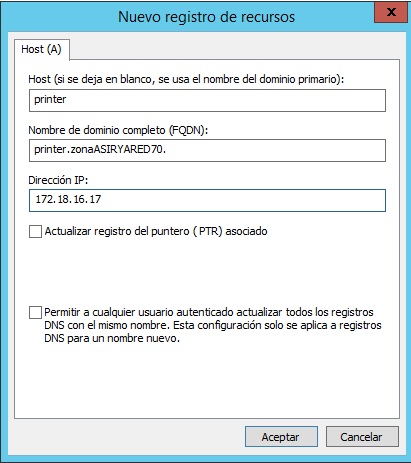 Nuevo registro de recursos
x
Host (A)
Host (si se deja en blanco, se usa el nombre del dominio primario):
printer
Nombre de dominio completo (FQDN):
printer.zonaASIRYARED70.
Dirección IP:
172.18.16.17
Actualizar registro del puntero ( PTR) asociado
Permitir a cualquier usuario autenticado actualizar todos los registros
DNS con el mismo nombre. Esta configuración solo se aplica a registros
DNS para un nombre nuevo.
Aceptar
Cancelar